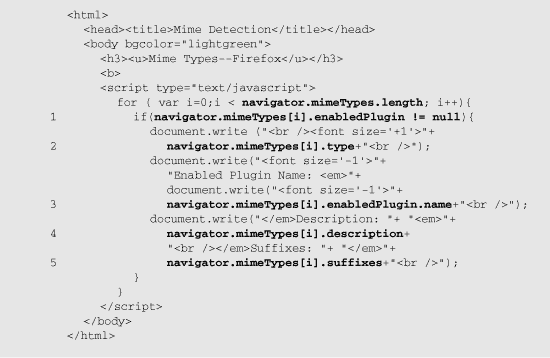 <html>
<head><title>Mime Detection</title></head>
<body bgcolor="lightgreen">
<h3><u>Mime Types--Firefox</u></h3>
<b>
<script type="text/javascript">
for ( var i=0;i < navigator.mimeTypes.length; i++){
1 if(navigator.mimeTypes[i].enabledPlugin != null){
document.write ("<br /><font size='+1'>"+
2 navigator.mimeTypes[i].type+"<br />");
document.write("<font size='-1'>"+
"Enabled Plugin Name: <em>"+
document.write("<font size='-1'>"+
3 navigator.mimeTypes[i].enabledPlugin.name+"<br />");
document.write("</em>Description: "+ "<em>"+
4 navigator.mimeTypes[i].description+
"<br /></em>Suffixes: "+ "</em>"+
5 navigator.mimeTypes[i].suffixes+"<br />");
}
}
</script>
</body>
</html>